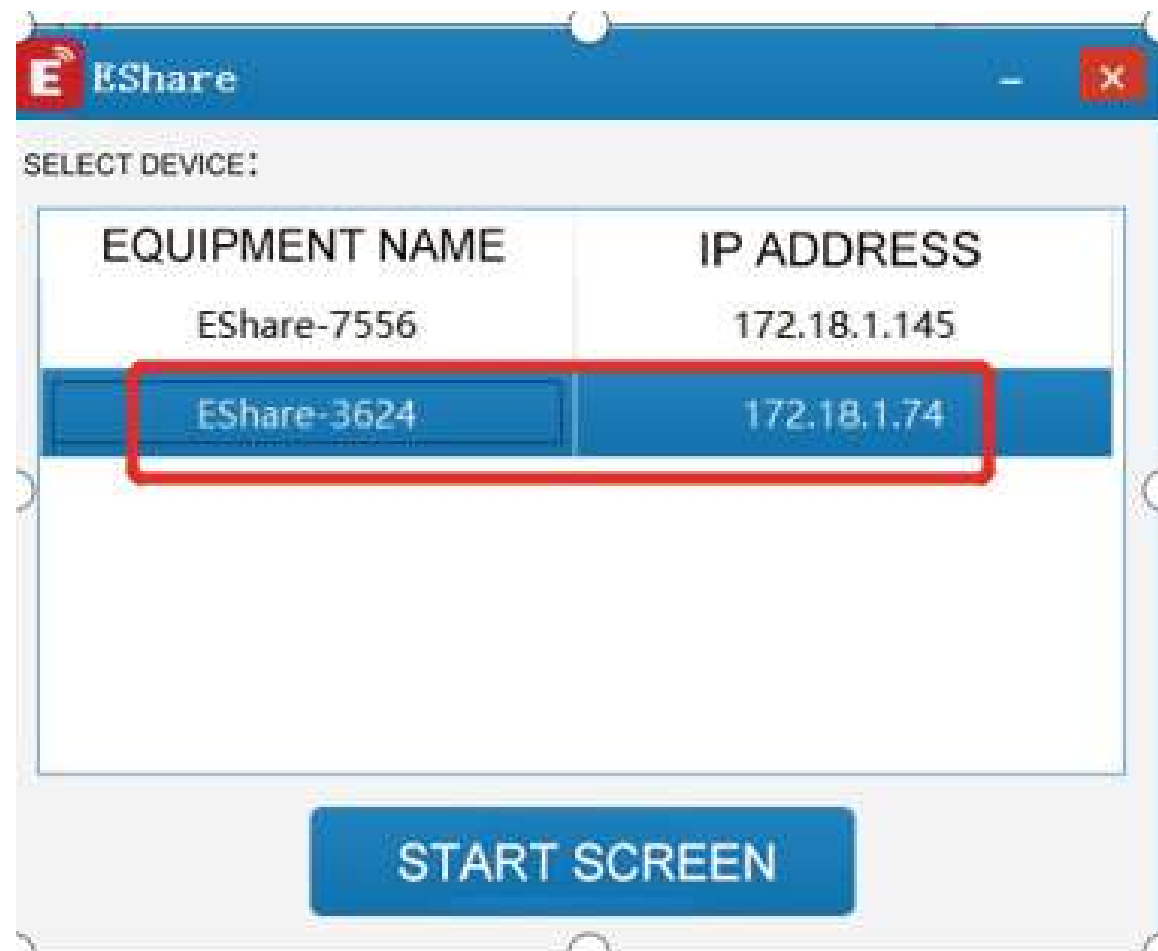 E EShare
SELECT DEVICE:
EQUIPMENT NAME IP ADDRESS
EShare-7556 172.18.1.145
EShare-3624 172.18.1.74
START SCREEN